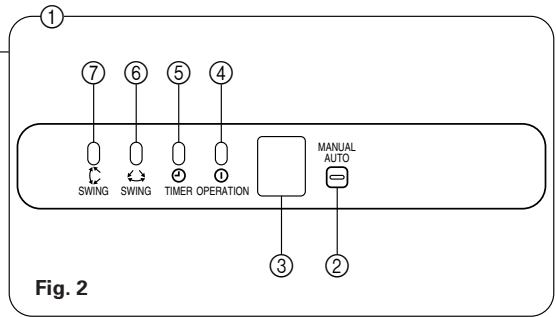 ①
⑦ ⑥ ⑤ ④
MANUAL
AUTO
SWING SWING TIMER OPERATION
③ ②
Fig. 2